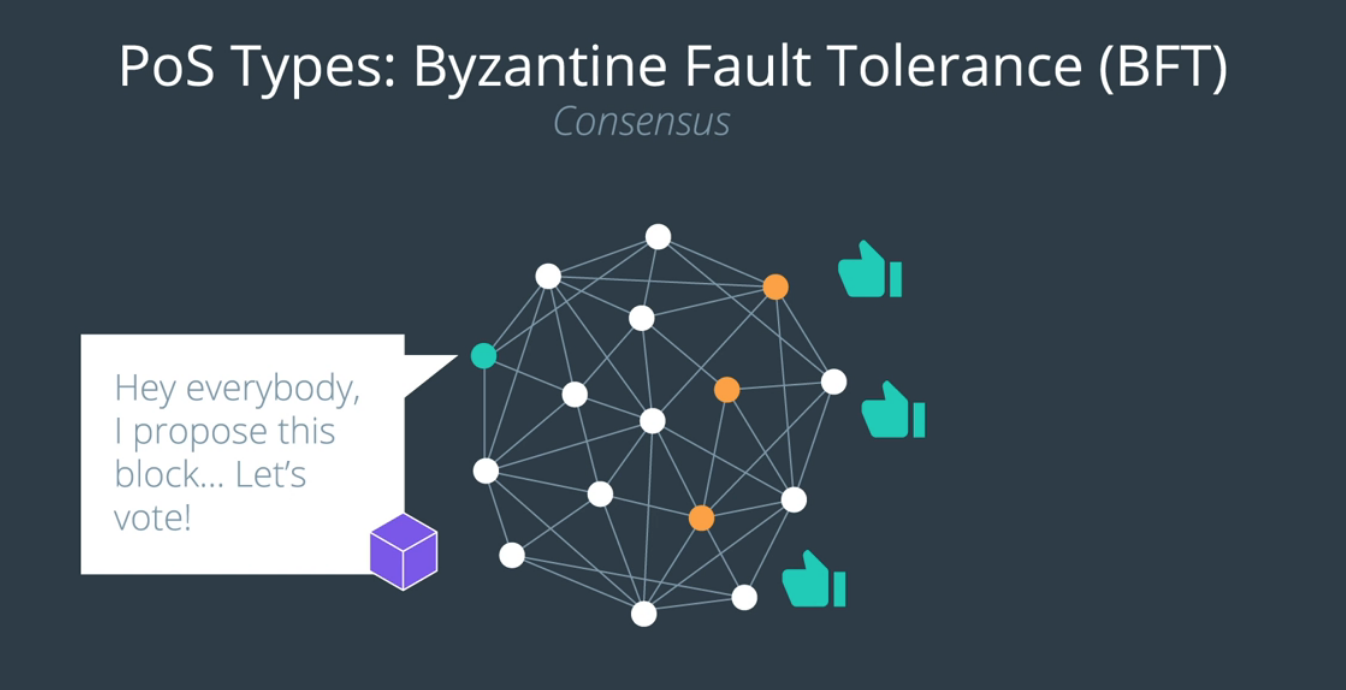 PoS Types: Byzantine Fault Tolerance (BFT)
Consensus
Hey everybody,
I propose this
block... Let's
vote!